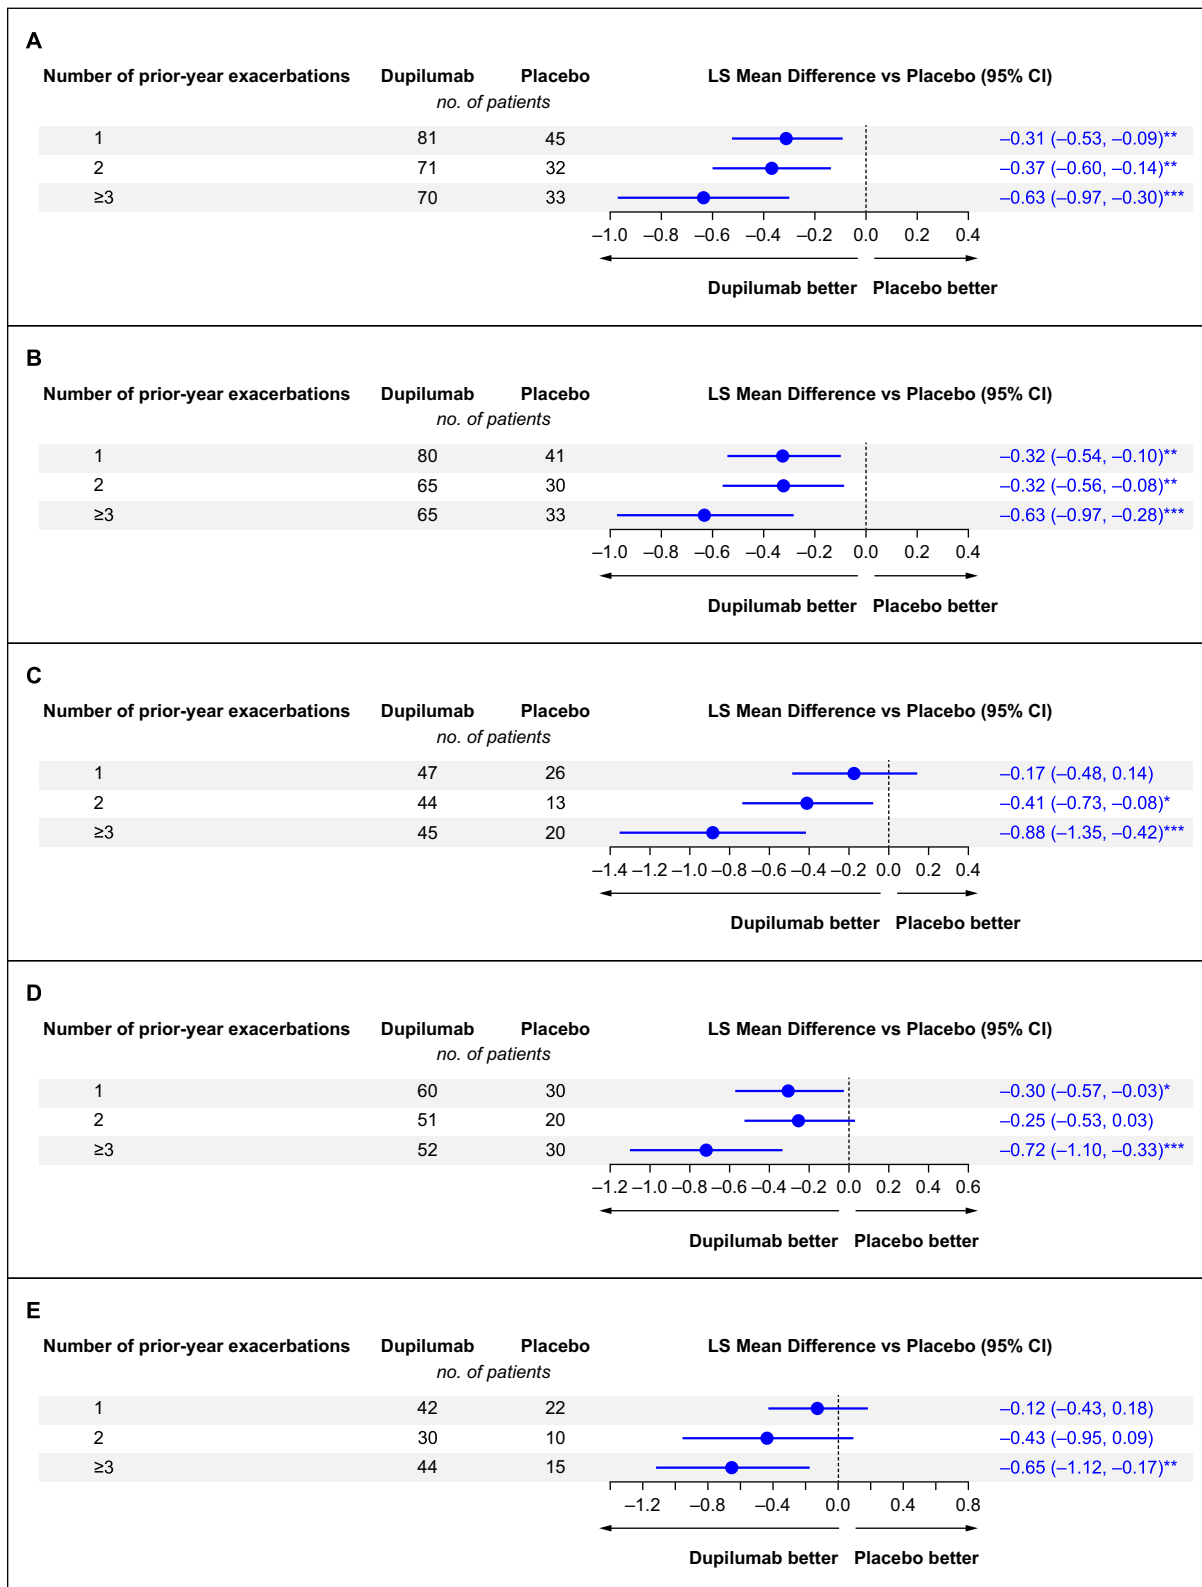 A
Number of prior-year exacerbations Dupilumab Placebo LS Mean Difference vs Placebo (95% CI)
no. of patients
1 81 45 –0.31 (–0.53, –0.09)**
2 71 32 –0.37 (–0.60, –0.14)**
≥3 70 33 –0.63 (–0.97, –0.30)***
–1.0 –0.8 –0.6 –0.4 –0.2 0.0 0.2 0.4
Dupilumab better Placebo better
B
Number of prior-year exacerbations Dupilumab Placebo LS Mean Difference vs Placebo (95% CI)
no. of patients
1 80 41 –0.32 (–0.54, –0.10)**
2 65 30 –0.32 (–0.56, –0.08)**
≥3 65 33 –0.63 (–0.97, –0.28)***
–1.0 –0.8 –0.6 –0.4 –0.2 0.0 0.2 0.4
Dupilumab better Placebo better
C
Number of prior-year exacerbations Dupilumab Placebo LS Mean Difference vs Placebo (95% CI)
no. of patients
1 47 26 –0.17 (–0.48, 0.14)
2 44 13 –0.41 (–0.73, –0.08)*
≥3 45 20 –0.88 (–1.35, –0.42)***
–1.4 –1.2 –1.0 –0.8 –0.6 –0.4 –0.2 0.0 0.2 0.4
Dupilumab better Placebo better
D
Number of prior-year exacerbations Dupilumab Placebo LS Mean Difference vs Placebo (95% CI)
no. of patients
1 60 30 –0.30 (–0.57, –0.03)*
2 51 20 –0.25 (–0.53, 0.03)
≥3 52 30 –0.72 (–1.10, –0.33)***
–1.2 –1.0 –0.8 –0.6 –0.4 –0.2 0.0 0.2 0.4 0.6
Dupilumab better Placebo better
E
Number of prior-year exacerbations Dupilumab Placebo LS Mean Difference vs Placebo (95% CI)
no. of patients
1 42 22 –0.12 (–0.43, 0.18)
2 30 10 –0.43 (–0.95, 0.09)
≥3 44 15 –0.65 (–1.12, –0.17)**
–1.2 –0.8 –0.4 0.0 0.4 0.8
Dupilumab better Placebo better